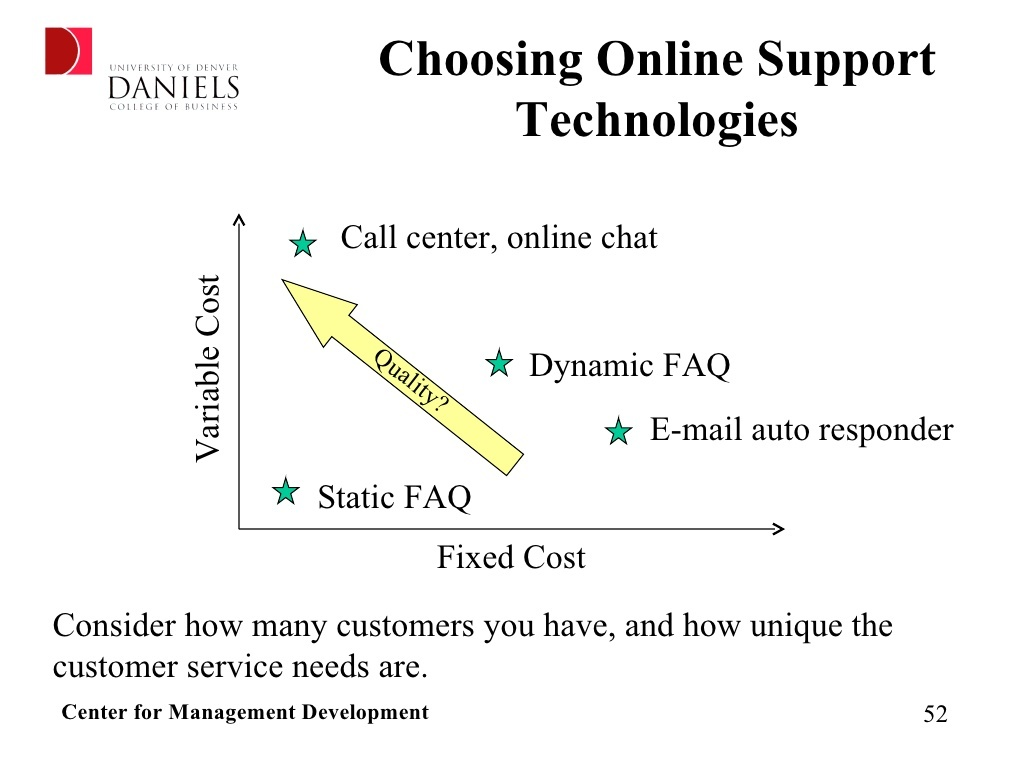 UNIVERSITY OF DENVER
DANIELS
COLLEGE OF BUSINESS
Choosing Online Support
Technologies
Call center, online chat
Variable Cost
Quality?
Dynamic FAQ
E-mail auto responder
Static FAQ
Fixed Cost
Consider how many customers you have, and how unique the
customer service needs are.
Center for Management Development
52